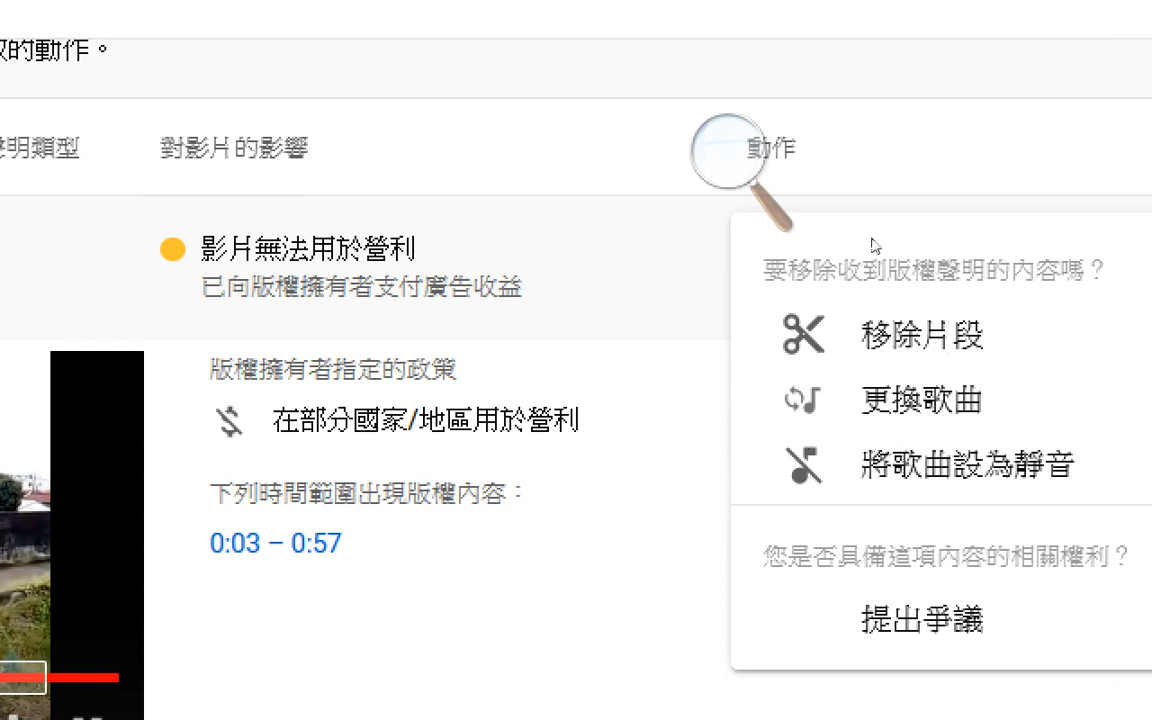 的動作。
明類型
對影片的影響
動作
影片無法用於營利
已向版權擁有者支付廣告收益
要移除收到版權聲明的內容嗎？
移除片段
版權擁有者指定的政策
更換歌曲
在部分國家/地區用於營利
將歌曲設為靜音
下列時間範圍出現版權內容：
0:03 – 0:57
您是否具備這項內容的相關權利？
提出爭議